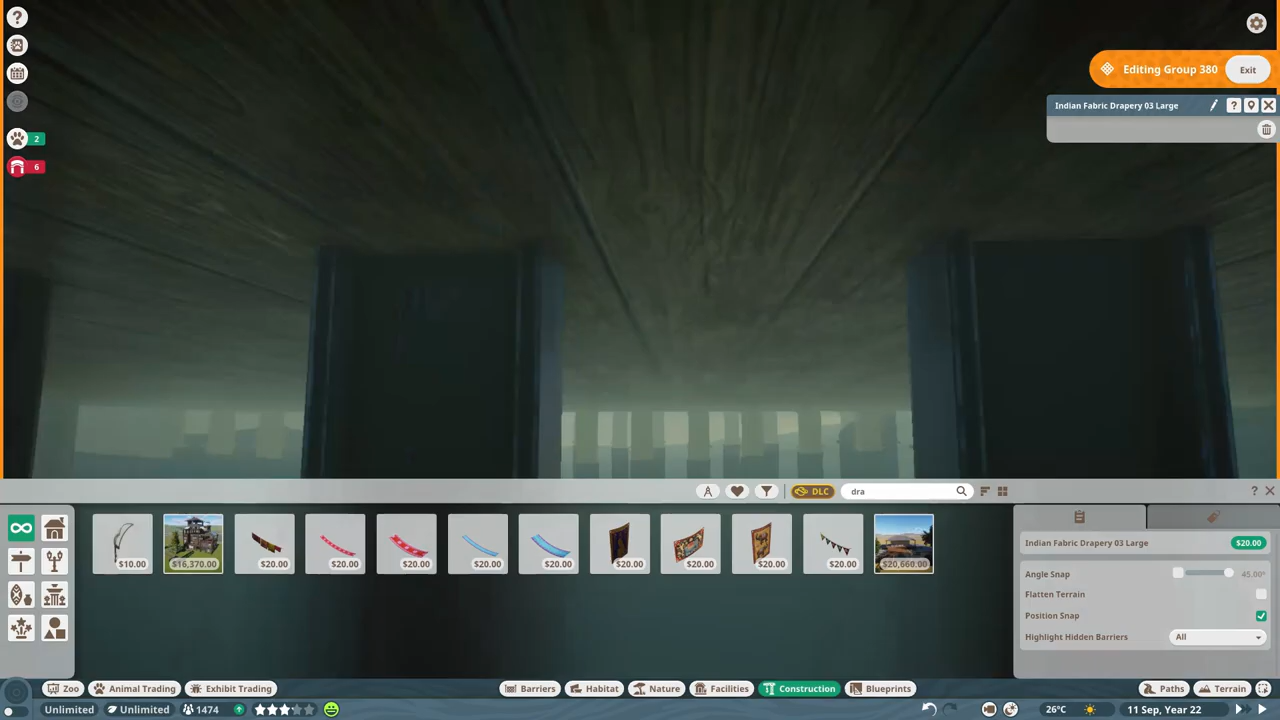 ?
Editing Group 380
Exit
Indian Fabric Drapery 03 Large
?
2
6
DLC
dra
?
$10.00
$16,370.00
$20.00
$20.00
$20.00
$20.00
$20.00
$20.00
$20.00
$20.00
$20.00
$20,660.00
Indian Fabric Drapery 03 Large
$20.00
Angle Snap
45.00°
Flatten Terrain
Position Snap
Highlight Hidden Barriers
All
Zoo
Animal Trading
Exhibit Trading
Barriers
Habitat
Nature
Facilities
Construction
Blueprints
Paths
Terrain
Unlimited
Unlimited
1474
26°C
11 Sep, Year 22